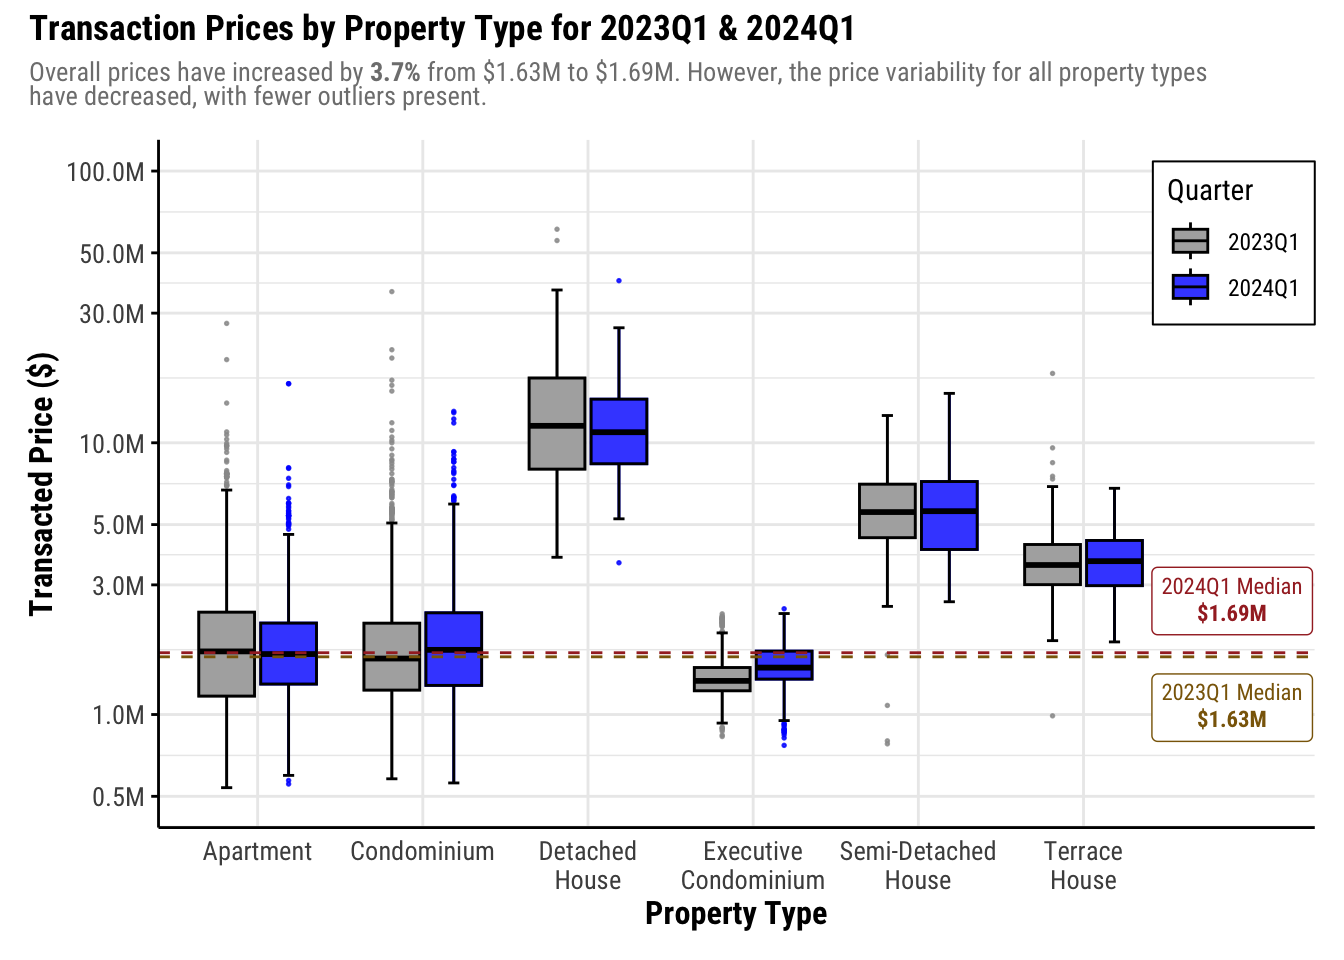 Transaction Prices by Property Type for 2023Q1 & 2024Q1
Overall prices have increased by 3.7% from $1.63M to $1.69M. However, the price variability for all property types
have decreased, with fewer outliers present.
Transacted Price ($)
100.0M
50.0M
30.0M
10.0M
5.0M
3.0M
1.0M
0.5M
Quarter
2023Q1
2024Q1
2024Q1 Median
$1.69M
2023Q1 Median
$1.63M
Apartment
Condominium
Detached
House
Executive
Condominium
Semi-Detached
House
Terrace
House
Property Type